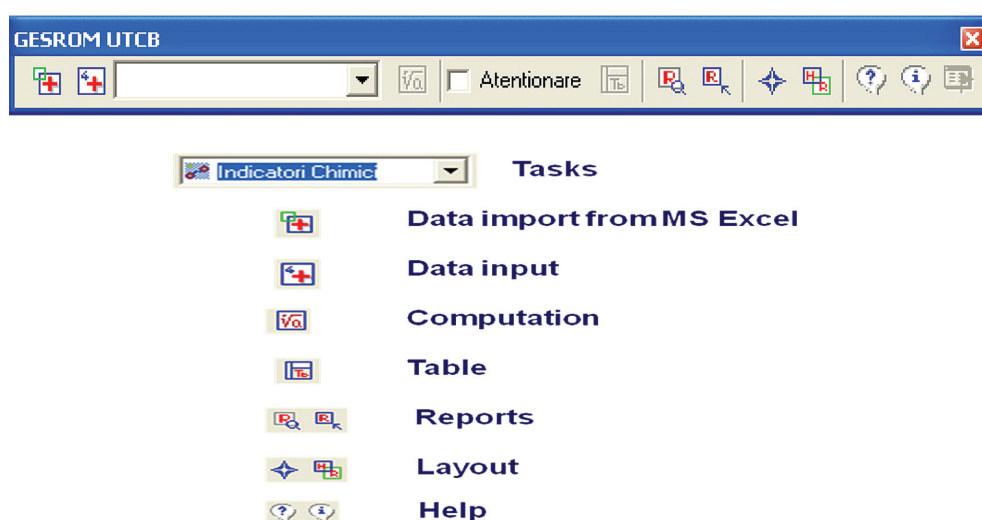 GESROM UTCB
Atentionare
Indicatori Chimici Tasks
Data import from MS Excel
Data input
Computation
Table
Reports
Layout
Help